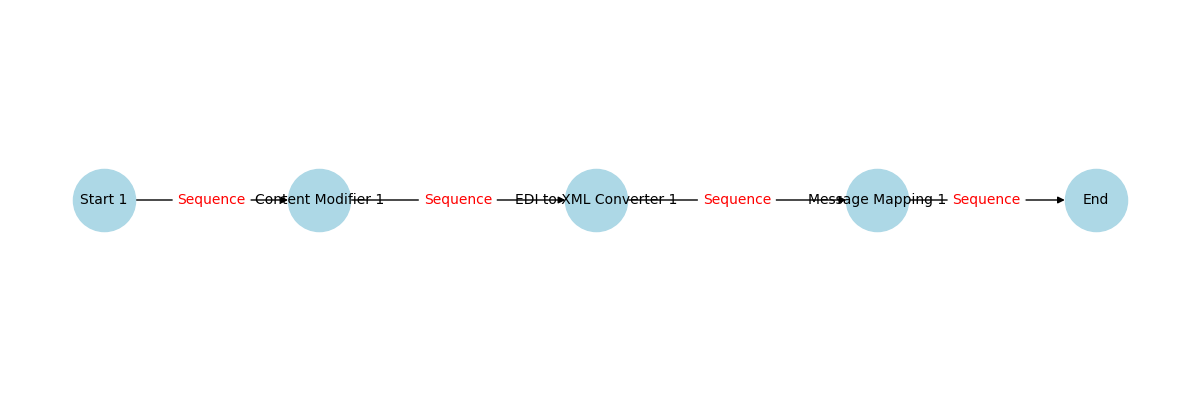 Start 1 Sequence Content Modifier 1 Sequence EDI to XML Converter 1 Sequence Message Mapping 1 Sequence End